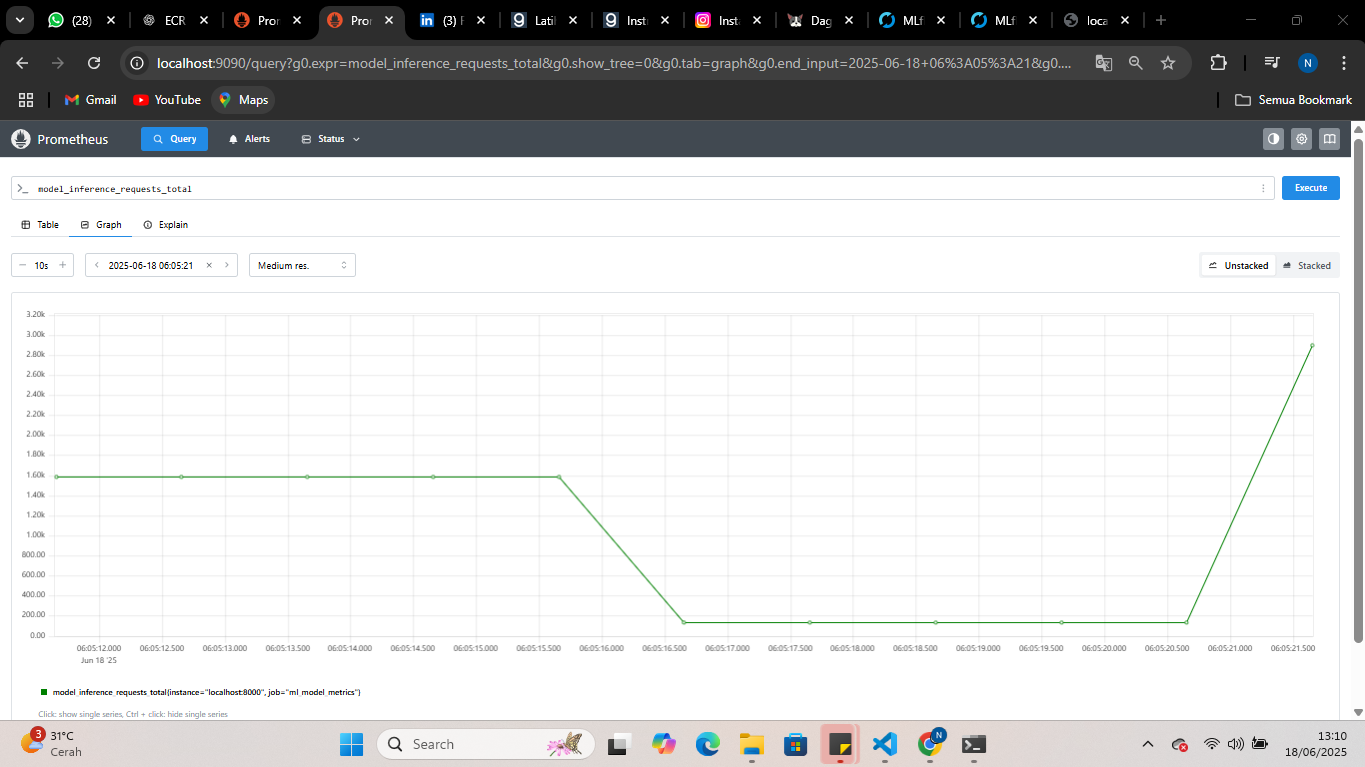 (28)
ECR
Pror
Pror
(3) F
Latil
Insti
Insta
Dag
MLf
MLf
loca
localhost:9090/query?g0.expr=model_inference_requests_total&g0.show_tree=0&g0.tab=graph&g0.end_input=2025-06-18+06%3A05%3A21&g0....
N
Gmail
YouTube
Maps
Semua Bookmark
Prometheus
Query
Alerts
Status
>_ model_inference_requests_total
Execute
Table
Graph
Explain
− 10s +
2025-06-18 06:05:21
Medium res.
Unstacked
Stacked
3.20k
3.00k
2.80k
2.60k
2.40k
2.20k
2.00k
1.80k
1.60k
1.40k
1.20k
1.00k
800.00
600.00
400.00
200.00
0.00
06:05:12.000 06:05:12.500 06:05:13.000 06:05:13.500 06:05:14.000 06:05:14.500 06:05:15.000 06:05:15.500 06:05:16.000 06:05:16.500 06:05:17.000 06:05:17.500 06:05:18.000 06:05:18.500 06:05:19.000 06:05:19.500 06:05:20.000 06:05:20.500 06:05:21.000 06:05:21.500
Jun 18 '25
model_inference_requests_total{instance="localhost:8000", job="ml_model_metrics"}
Click: show single series, Ctrl + click: hide single series
3
31°C
Cerah
Search
N
13:10
18/06/2025